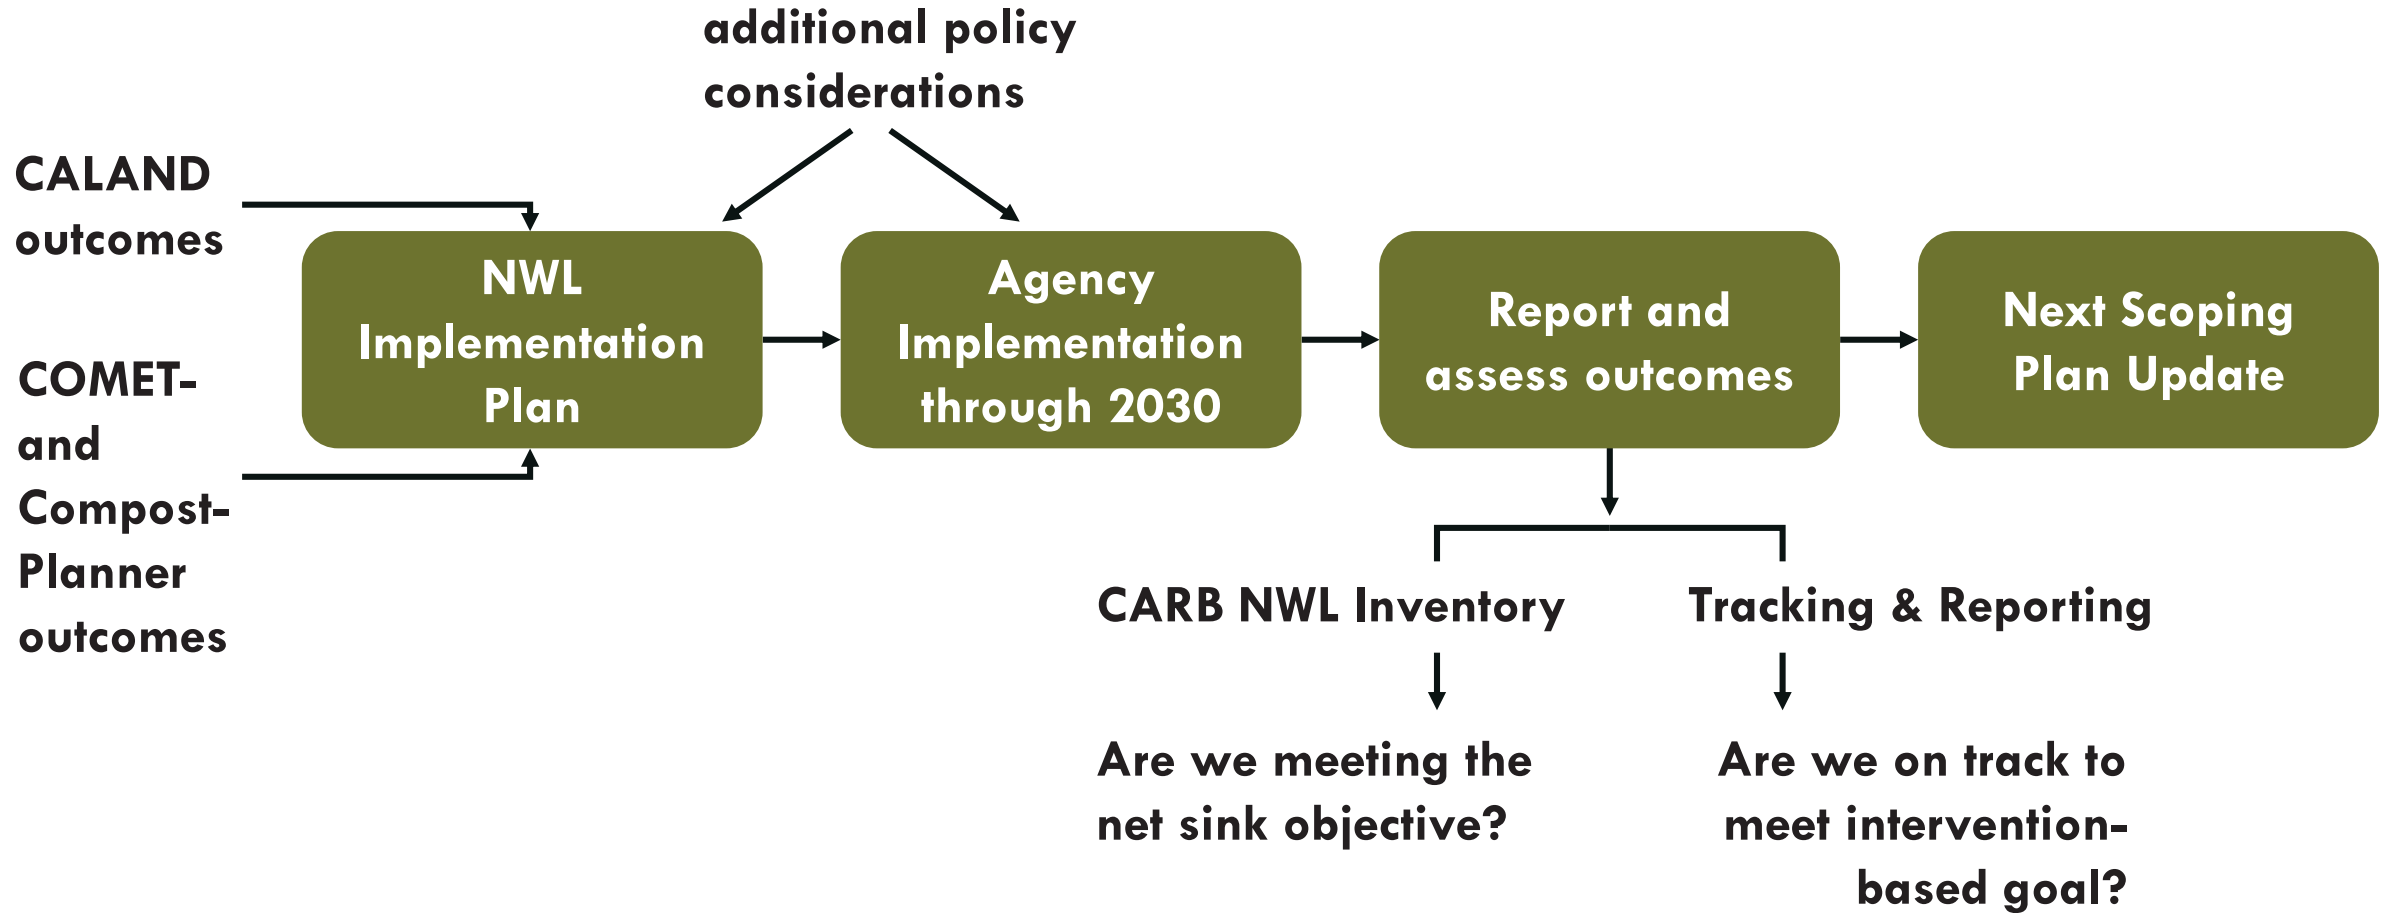 additional policy
considerations
CALAND
outcomes
COMET-
and
Compost-
Planner
outcomes
NWL
Implementation
Plan
Agency
Implementation
through 2030
Report and
assess outcomes
Next Scoping
Plan Update
CARB NWL Inventory
Tracking & Reporting
Are we meeting the
net sink objective?
Are we on track to
meet intervention-
based goal?